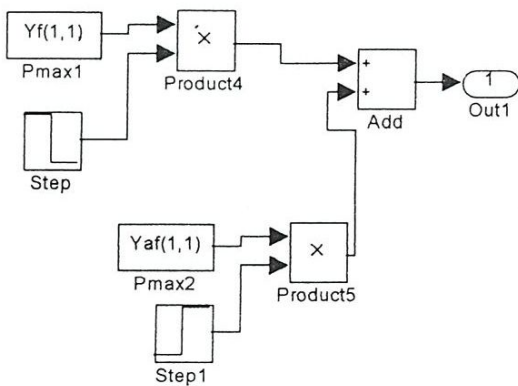 Yf(1,1)
Pmax1
×
Product4
Step
+
+
Add
1
Out1
Yaf(1,1)
Pmax2
×
Product5
Step1